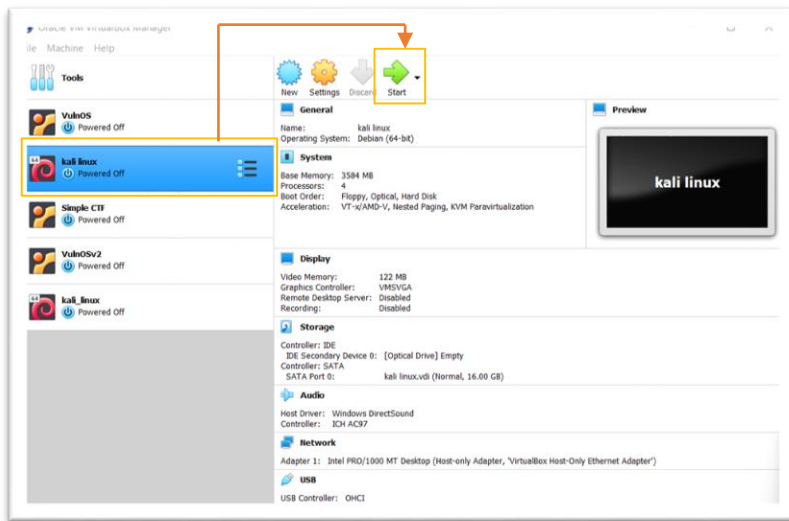 Oracle VM VirtualBox Manager
ile Machine Help
Tools
New Settings Discard Start
VulnOS
Powered Off
64
kali linux
Powered Off
Simple CTF
Powered Off
VulnOSv2
Powered Off
64
kali_linux
Powered Off
General
Name: kali linux
Operating System: Debian (64-bit)
System
Base Memory: 3584 MB
Processors: 4
Boot Order: Floppy, Optical, Hard Disk
Acceleration: VT-x/AMD-V, Nested Paging, KVM Paravirtualization
Preview
kali linux
Display
Video Memory: 122 MB
Graphics Controller: VMSVGA
Remote Desktop Server: Disabled
Recording: Disabled
Storage
Controller: IDE
IDE Secondary Device 0: [Optical Drive] Empty
Controller: SATA
SATA Port 0: kali linux.vdi (Normal, 16.00 GB)
Audio
Host Driver: Windows DirectSound
Controller: ICH AC97
Network
Adapter 1: Intel PRO/1000 MT Desktop (Host-only Adapter, 'VirtualBox Host-Only Ethernet Adapter')
USB
USB Controller: OHCI